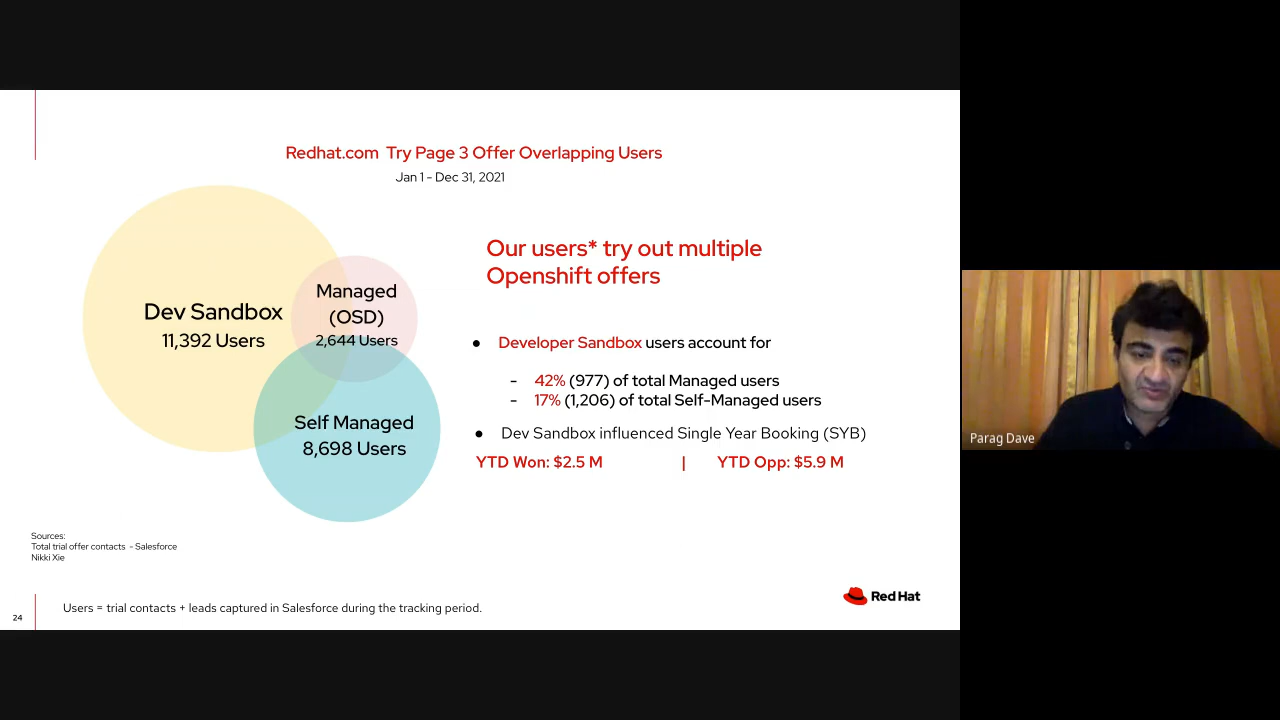 Redhat.com Try Page 3 Offer Overlapping Users
Jan 1 - Dec 31, 2021
Dev Sandbox
11,392 Users
Managed
(OSD)
2,644 Users
Self Managed
8,698 Users
Our users* try out multiple
Openshift offers
● Developer Sandbox users account for
- 42% (977) of total Managed users
- 17% (1,206) of total Self-Managed users
● Dev Sandbox influenced Single Year Booking (SYB)
YTD Won: $2.5 M | YTD Opp: $5.9 M
Sources:
Total trial offer contacts - Salesforce
Nikki Xie
Users = trial contacts + leads captured in Salesforce during the tracking period.
24
Red Hat
Parag Dave